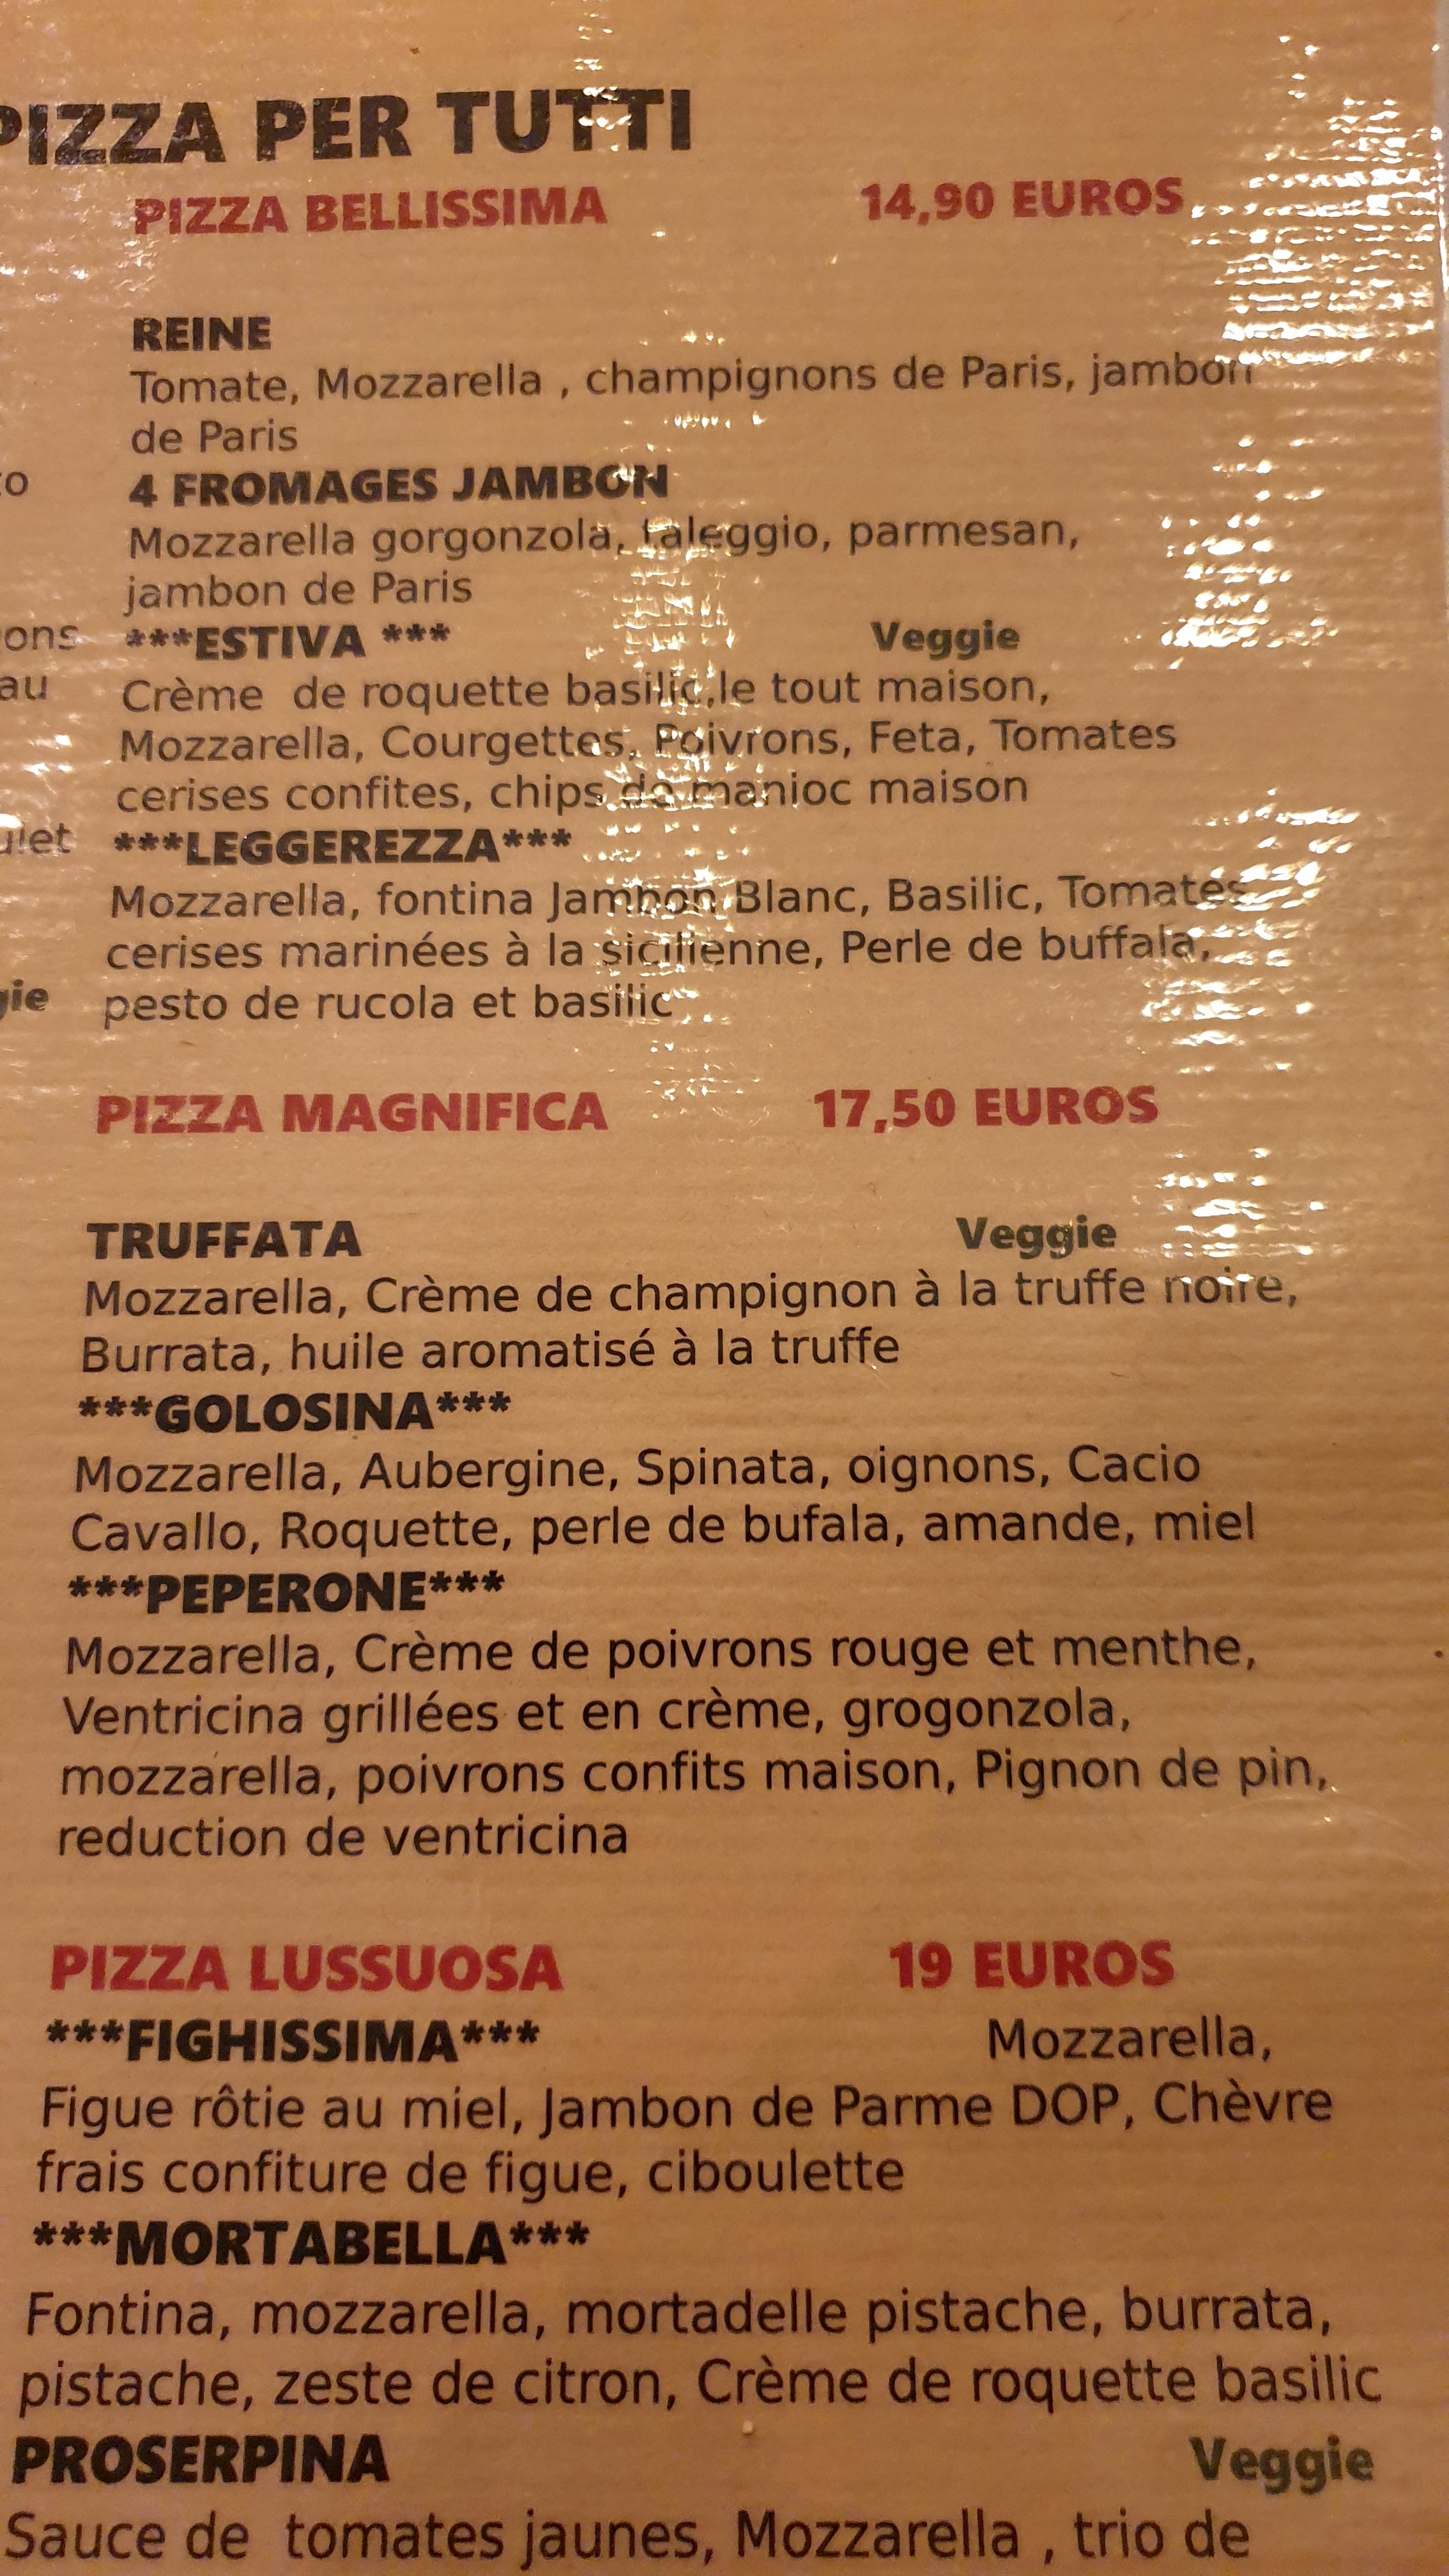 PIZZA PER TUTTI
PIZZA BELLISSIMA 14,90 EUROS
REINE
Tomate, Mozzarella , champignons de Paris, jambon
de Paris
4 FROMAGES JAMBON
Mozzarella gorgonzola, taleggio, parmesan,
jambon de Paris
***ESTIVA *** Veggie
Crème de roquette basilic,le tout maison,
Mozzarella, Courgettes, Poivrons, Feta, Tomates
cerises confites, chips de manioc maison
***LEGGEREZZA***
Mozzarella, fontina Jambon Blanc, Basilic, Tomates
cerises marinées à la sicilienne, Perle de buffala,
pesto de rucola et basilic
PIZZA MAGNIFICA 17,50 EUROS
TRUFFATA Veggie
Mozzarella, Crème de champignon à la truffe noire,
Burrata, huile aromatisé à la truffe
***GOLOSINA***
Mozzarella, Aubergine, Spinata, oignons, Cacio
Cavallo, Roquette, perle de bufala, amande, miel
***PEPERONE***
Mozzarella, Crème de poivrons rouge et menthe,
Ventricina grillées et en crème, grogonzola,
mozzarella, poivrons confits maison, Pignon de pin,
reduction de ventricina
PIZZA LUSSUOSA 19 EUROS
***FIGHISSIMA*** Mozzarella,
Figue rôtie au miel, Jambon de Parme DOP, Chèvre
frais confiture de figue, ciboulette
***MORTABELLA***
Fontina, mozzarella, mortadelle pistache, burrata,
pistache, zeste de citron, Crème de roquette basilic
PROSERPINA Veggie
Sauce de tomates jaunes, Mozzarella , trio de